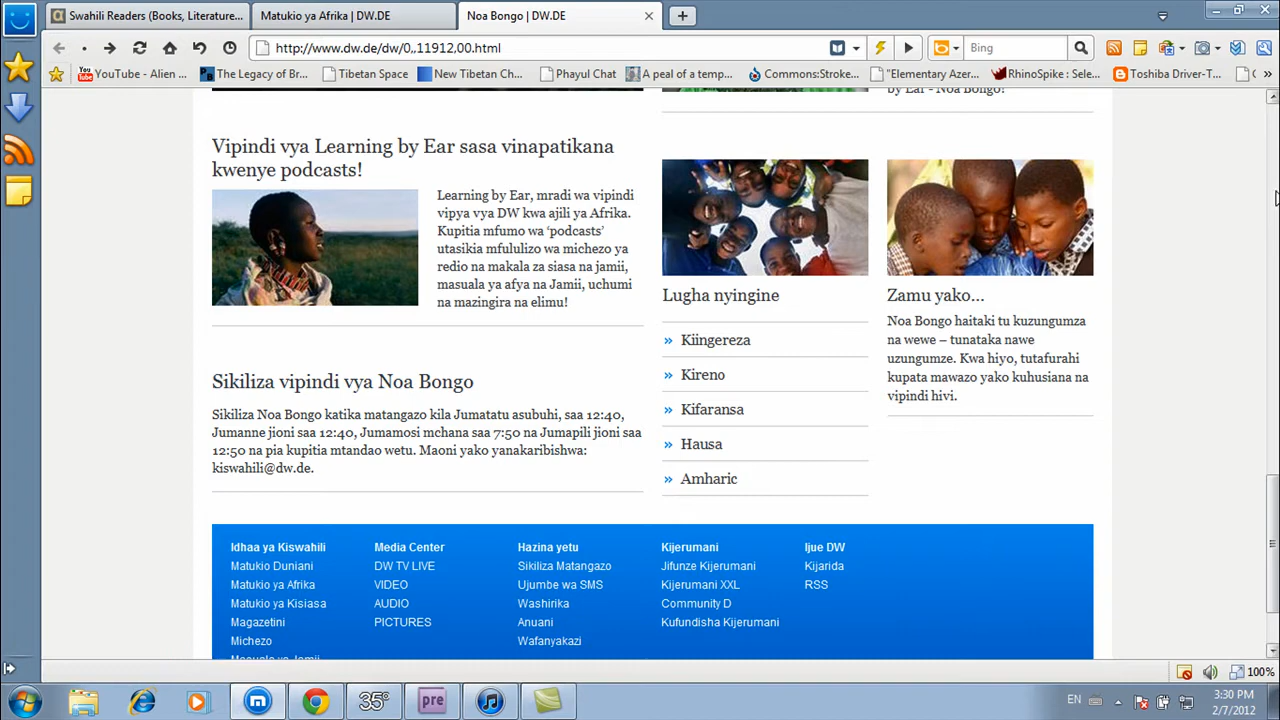 Swahili Readers (Books, Literature...
Matukio ya Afrika | DW.DE
Noa Bongo | DW.DE
http://www.dw.de/dw/0,,11912,00.html
Bing
YouTube - Alien ...
The Legacy of Br...
Tibetan Space
New Tibetan Ch...
Phayul Chat
A peal of a temp...
Commons:Stroke...
"Elementary Azer...
RhinoSpike : Sele...
Toshiba Driver-T...
by Ear - Noa Bongo!
Vipindi vya Learning by Ear sasa vinapatikana
kwenye podcasts!
Learning by Ear, mradi wa vipindi
vipya vya DW kwa ajili ya Afrika.
Kupitia mfumo wa ‘podcasts’
utasikia mfululizo wa michezo ya
redio na makala za siasa na jamii,
masuala ya afya na Jamii, uchumi
na mazingira na elimu!
Sikiliza vipindi vya Noa Bongo
Sikiliza Noa Bongo katika matangazo kila Jumatatu asubuhi, saa 12:40,
Jumanne jioni saa 12:40, Jumamosi mchana saa 7:50 na Jumapili jioni saa
12:50 na pia kupitia mtandao wetu. Maoni yako yanakaribishwa:
kiswahili@dw.de.
Lugha nyingine
» Kiingereza
» Kireno
» Kifaransa
» Hausa
» Amharic
Zamu yako...
Noa Bongo haitaki tu kuzungumza
na wewe – tunataka nawe
uzungumze. Kwa hiyo, tutafurahi
kupata mawazo yako kuhusiana na
vipindi hivi.
Idhaa ya Kiswahili
Matukio Duniani
Matukio ya Afrika
Matukio ya Kisiasa
Magazetini
Michezo
Masuala ya Jamii
Media Center
DW TV LIVE
VIDEO
AUDIO
PICTURES
Hazina yetu
Sikiliza Matangazo
Ujumbe wa SMS
Washirika
Anuani
Wafanyakazi
Kijerumani
Jifunze Kijerumani
Kijerumani XXL
Community D
Kufundisha Kijerumani
Ijue DW
Kijarida
RSS
100%
35°
pre
EN
3:30 PM
2/7/2012